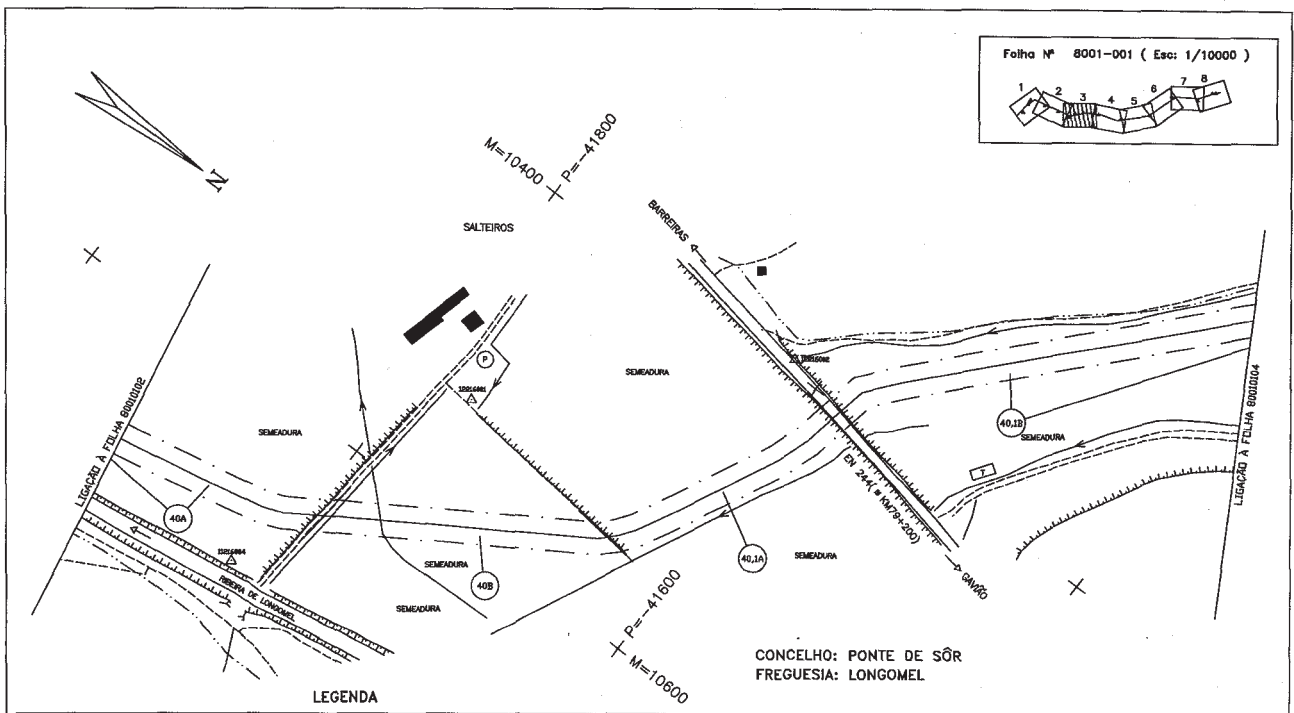 Folha Nº 8001-001 ( Esc: 1/10000 )
1 2 3 4 5 6 7 8
N
M=10400
P=-41800
SALTEIROS
BARREIRAS
LIGAÇÃO À FOLHA 80010102
SEMEADURA
P
SEMEADURA
40A
RIBEIRA DE LONGOMEL
SEMEADURA
40B
SEMEADURA
40,1A
SEMEADURA
EN 244(≡ KM79+200)
GAVIÃO
40,1B
SEMEADURA
LIGAÇÃO À FOLHA 80010104
P=-41600
M=10600
CONCELHO: PONTE DE SÔR
FREGUESIA: LONGOMEL
LEGENDA